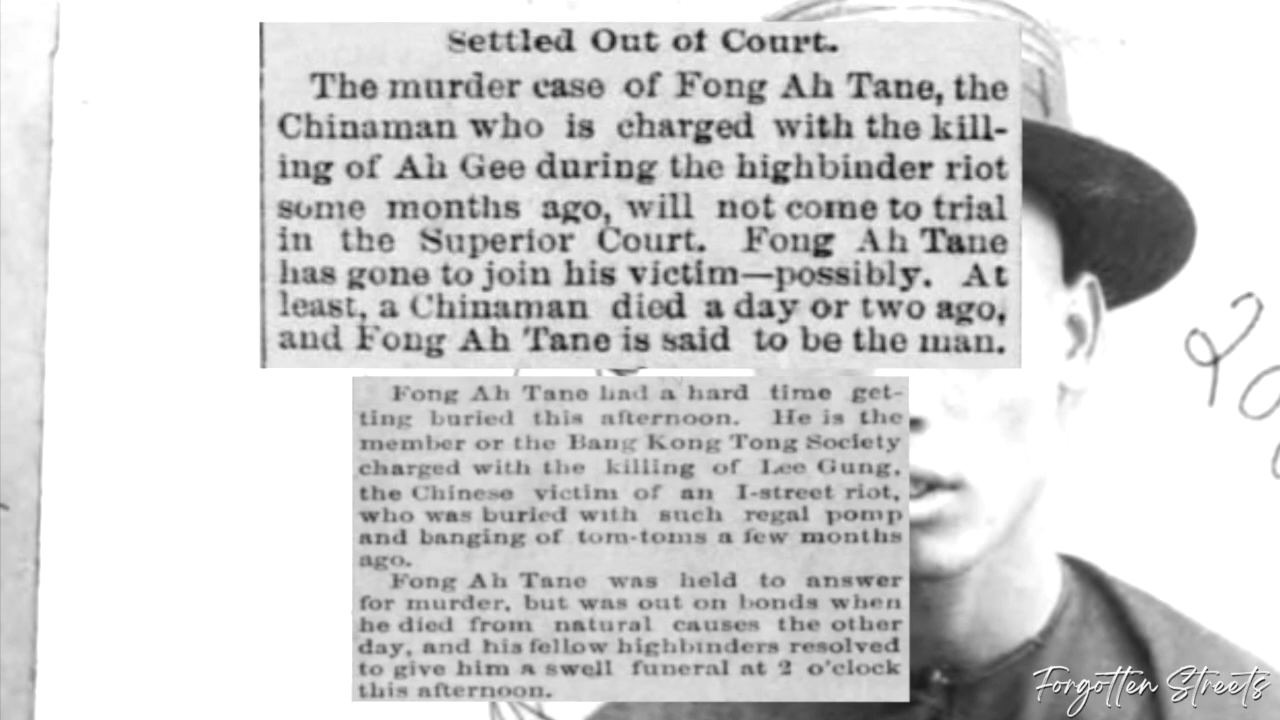 Settled Out of Court.
The murder case of Fong Ah Tane, the
Chinaman who is charged with the kill-
ing of Ah Gee during the highbinder riot
some months ago, will not come to trial
in the Superior Court. Fong Ah Tane
has gone to join his victim—possibly. At
least, a Chinaman died a day or two ago,
and Fong Ah Tane is said to be the man.
Fong Ah Tane had a hard time get-
ting buried this afternoon. He is the
member or the Bang Kong Tong Society
charged with the killing of Lee Gung,
the Chinese victim of an I-street riot,
who was buried with such regal pomp
and banging of tom-toms a few months
ago.
Fong Ah Tane was held to answer
for murder, but was out on bonds when
he died from natural causes the other
day, and his fellow highbinders resolved
to give him a swell funeral at 2 o'clock
this afternoon.
Forgotten Streets